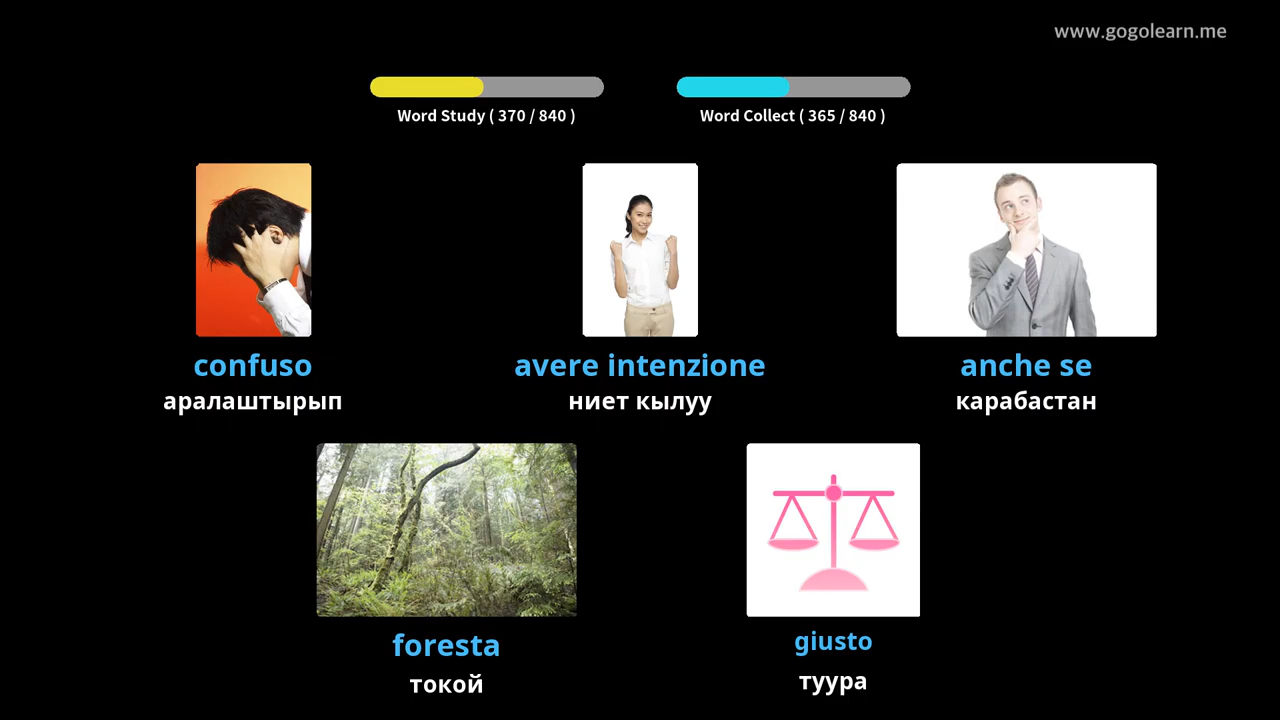 www.gogolearn.me
Word Study ( 370 / 840 )
Word Collect ( 365 / 840 )
confuso
аралаштырып
avere intenzione
ниет кылуу
anche se
карабастан
foresta
токой
giusto
туура